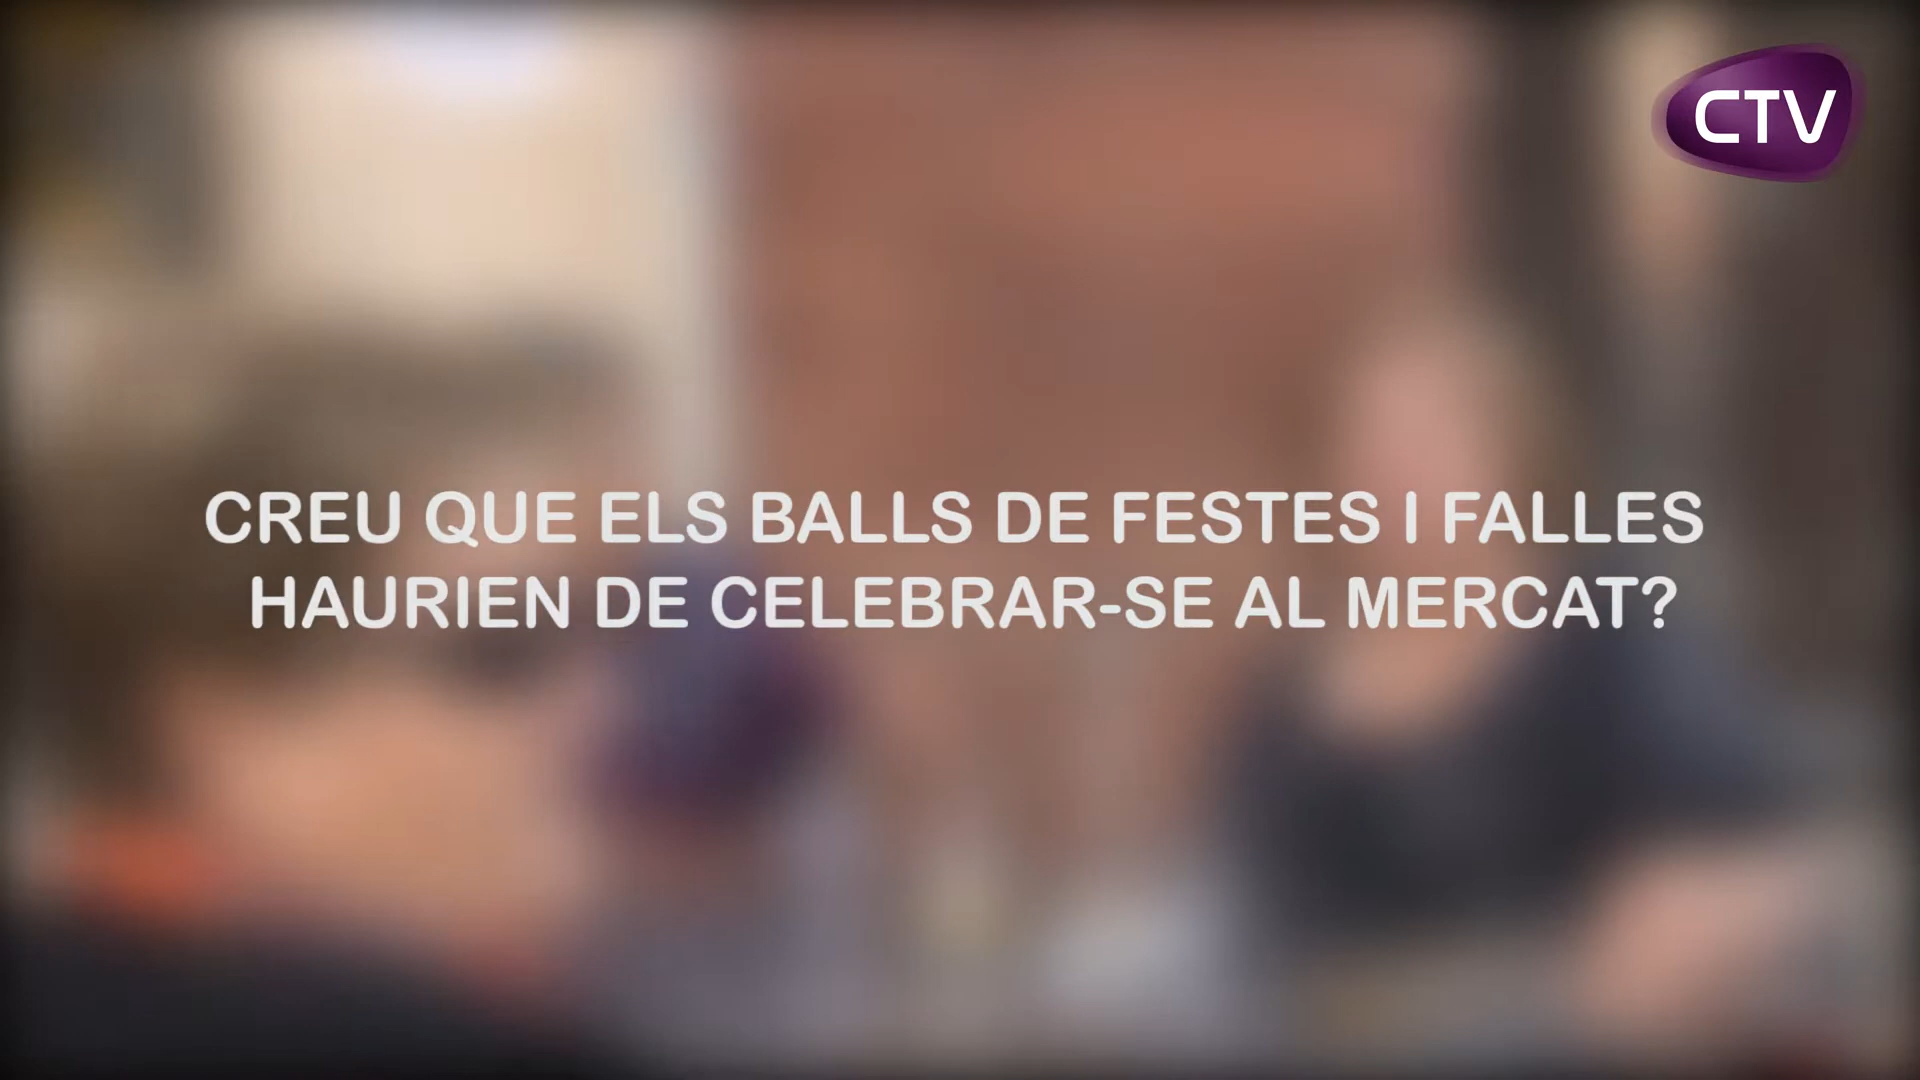 CTV
CREU QUE ELS BALLS DE FESTES I FALLES
HAURIEN DE CELEBRAR-SE AL MERCAT?